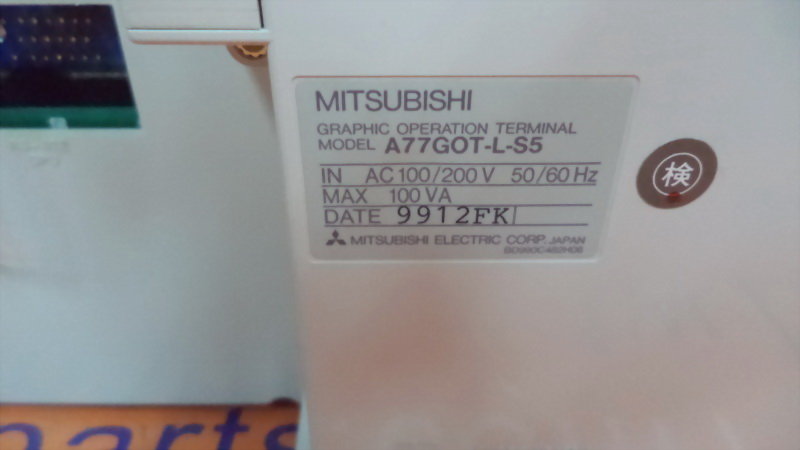 MITSUBISHI
GRAPHIC OPERATION TERMINAL
MODEL A77GOT-L-S5
IN AC100/200V 50/60Hz
MAX 100VA
DATE 9912FK
MITSUBISHI ELECTRIC CORP. JAPAN
検
arts